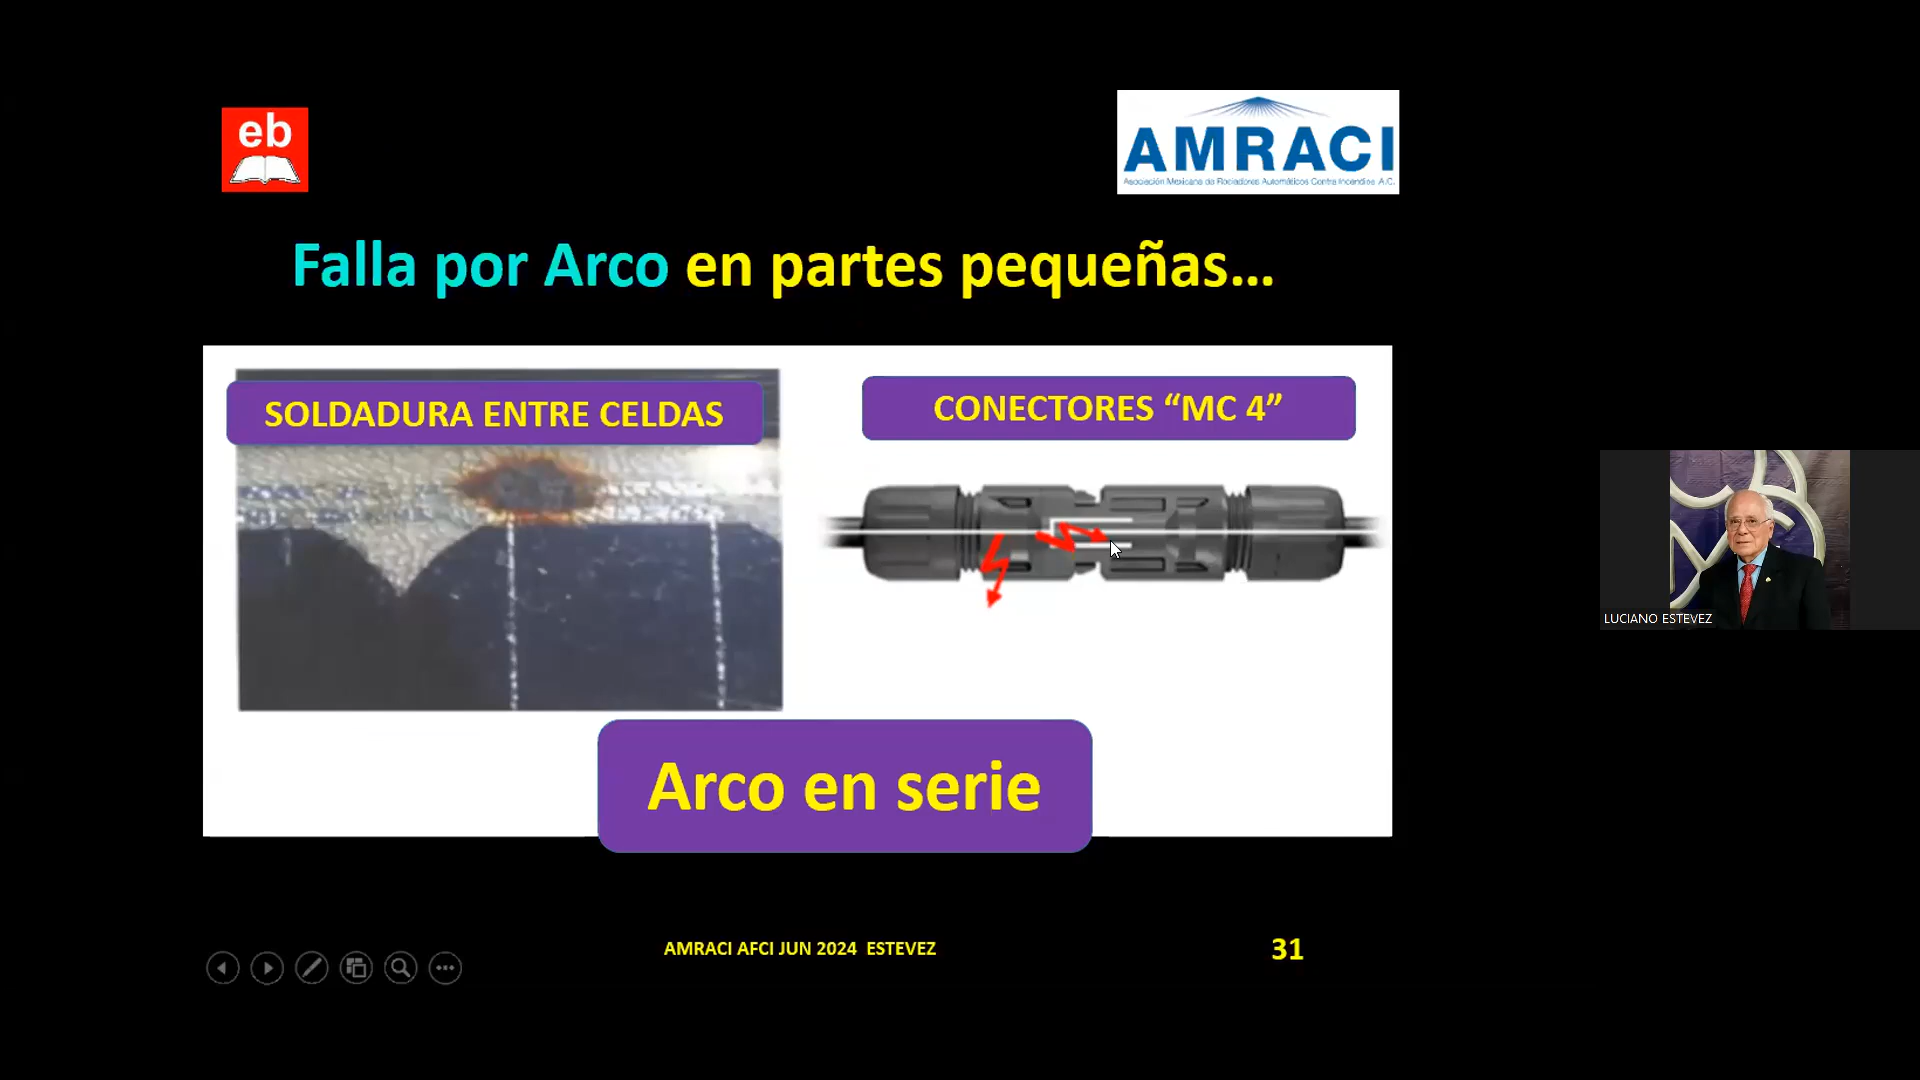 eb
AMRACI
Asociación Mexicana de Rociadores Automáticos Contra Incendios A.C.
Falla por Arco en partes pequeñas...
SOLDADURA ENTRE CELDAS
CONECTORES “MC 4”
Arco en serie
LUCIANO ESTEVEZ
AMRACI AFCI JUN 2024 ESTEVEZ
31